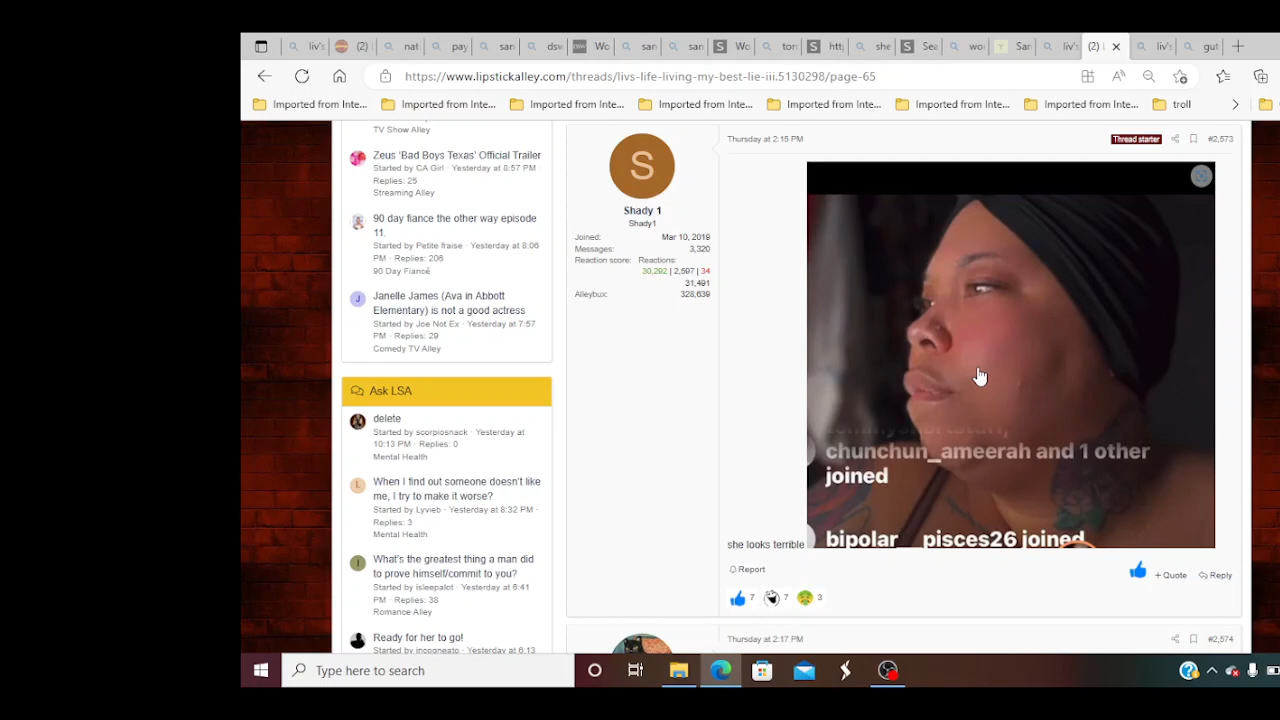 liv's
(2)
nat
pay
san
dsw
Wo
san
san
Wo
ton
htt
she
Sea
wo
San
liv's
(2)
liv's
gut
https://www.lipstickalley.com/threads/livs-life-living-my-best-lie-iii.5130298/page-65
Imported from Inte...
Imported from Inte...
Imported from Inte...
Imported from Inte...
Imported from Inte...
Imported from Inte...
Imported from Inte...
troll
TV Show Alley
Zeus ‘Bad Boys Texas’ Official Trailer
Started by CA Girl · Yesterday at 8:57 PM ·
Replies: 25
Streaming Alley
90 day fiance the other way episode
11.
Started by Petite fraise · Yesterday at 8:06
PM · Replies: 206
90 Day Fiancé
J
Janelle James (Ava in Abbott
Elementary) is not a good actress
Started by Joe Not Ex · Yesterday at 7:57
PM · Replies: 29
Comedy TV Alley
Ask LSA
delete
Started by scorpiosnack · Yesterday at
10:13 PM · Replies: 0
Mental Health
L
When I find out someone doesn't like
me, I try to make it worse?
Started by Lyvieb · Yesterday at 8:32 PM ·
Replies: 3
Mental Health
I
What's the greatest thing a man did
to prove himself/commit to you?
Started by isleepalot · Yesterday at 6:41
PM · Replies: 38
Romance Alley
Ready for her to go!
Started by incogneato · Yesterday at 6:13
S
Shady 1
Shady1
Joined: Mar 10, 2019
Messages: 3,320
Reaction score: Reactions:
30,292 | 2,597 | 34
31,491
Alleybux: 328,639
Thursday at 2:15 PM
Thread starter
#2,573
chunchun_ameerah and 1 other
joined
bipolar__pisces26 joined
she looks terrible
Report
+ Quote
Reply
7
7
3
Thursday at 2:17 PM
#2,574
Type here to search